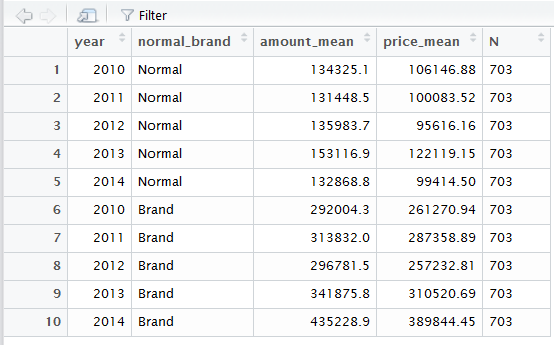 Filter
year normal_brand amount_mean price_mean N
1 2010 Normal 134325.1 106146.88 703
2 2011 Normal 131448.5 100083.52 703
3 2012 Normal 135983.7 95616.16 703
4 2013 Normal 153116.9 122119.15 703
5 2014 Normal 132868.8 99414.50 703
6 2010 Brand 292004.3 261270.94 703
7 2011 Brand 313832.0 287358.89 703
8 2012 Brand 296781.5 257232.81 703
9 2013 Brand 341875.8 310520.69 703
10 2014 Brand 435228.9 389844.45 703